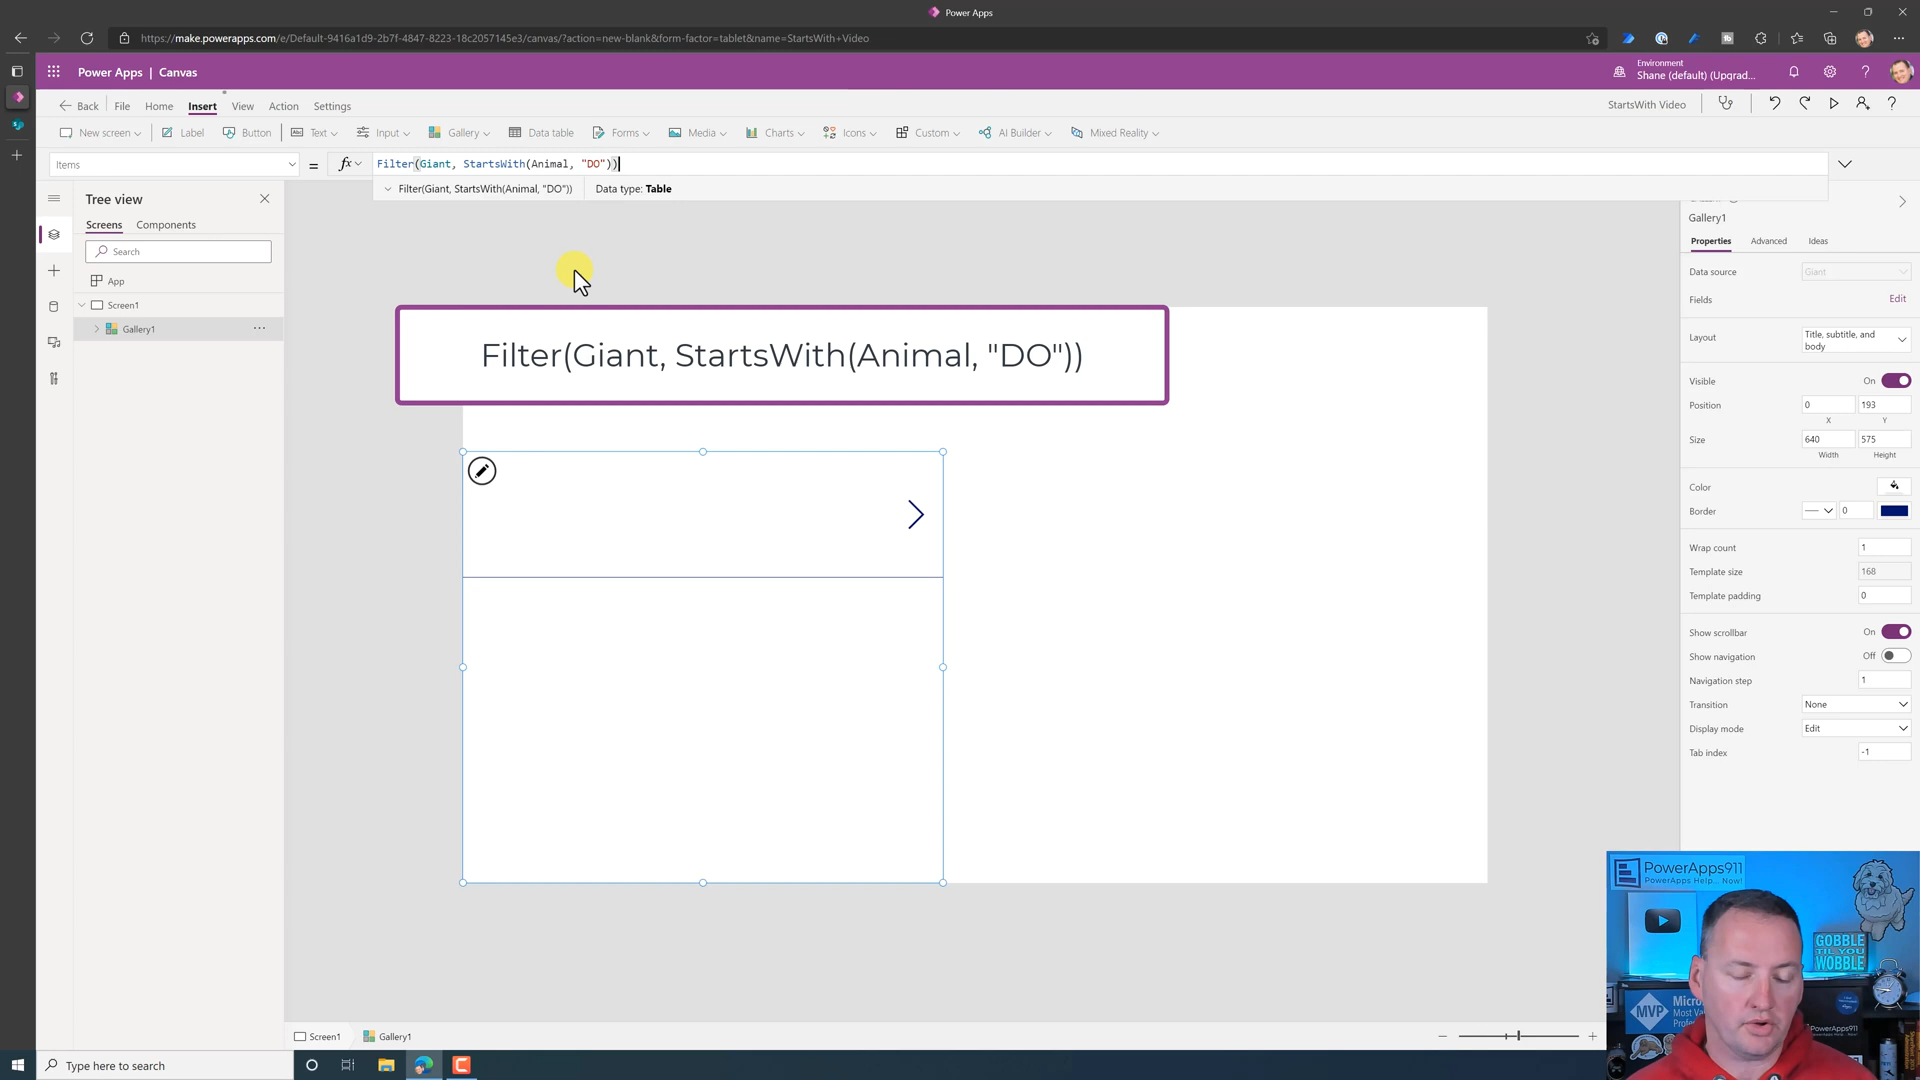 Power Apps
https://make.powerapps.com/e/Default-9416a1d9-2b7f-4847-8223-18c2057145e3/canvas/?action=new-blank&form-factor=tablet&name=StartsWith+Video
Power Apps | Canvas
Environment
Shane (default) (Upgrad...
Back File Home Insert View Action Settings
StartsWith Video
New screen Label Button Text Input Gallery Data table Forms Media Charts Icons Custom AI Builder Mixed Reality
Items = fx Filter(Giant, StartsWith(Animal, "DO"))
Filter(Giant, StartsWith(Animal, "DO")) Data type: Table
Tree view
Screens Components
Search
App
Screen1
Gallery1
Filter(Giant, StartsWith(Animal, "DO"))
Gallery1
Properties Advanced Ideas
Data source Giant
Fields Edit
Layout Title, subtitle, and
body
Visible On
Position 0 193
X Y
Size 640 575
Width Height
Color
Border 0
Wrap count 1
Template size 168
Template padding 0
Show scrollbar On
Show navigation Off
Navigation step 1
Transition None
Display mode Edit
Tab index -1
PowerApps911
PowerApps Help... Now!
GOBBLE
TIL YOU
WOBBLE
MVP
PowerApps911
Screen1 Gallery1
Type here to search